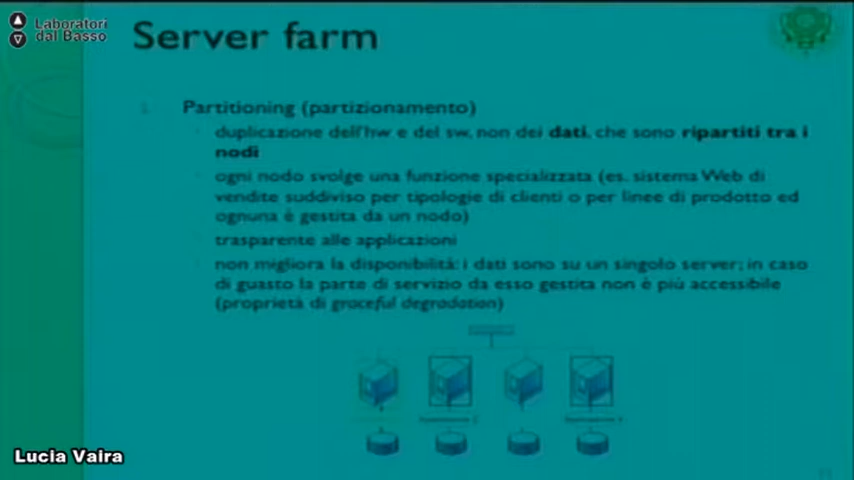 Laboratori
dal Basso
Server farm
Partitioning (partizionamento)
duplicazione dell'hw e del sw, non dei dati, che sono ripartiti tra i
nodi
ogni nodo svolge una funzione specializzata (es. sistema Web di
vendite suddiviso per tipologie di clienti o per linee di prodotto ed
ognuna è gestita da un nodo)
trasparente alle applicazioni
non migliora la disponibilità: i dati sono su un singolo server; in caso
di guasto la parte di servizio da esso gestita non è più accessibile
(proprietà di graceful degradation)
Lucia Vaira